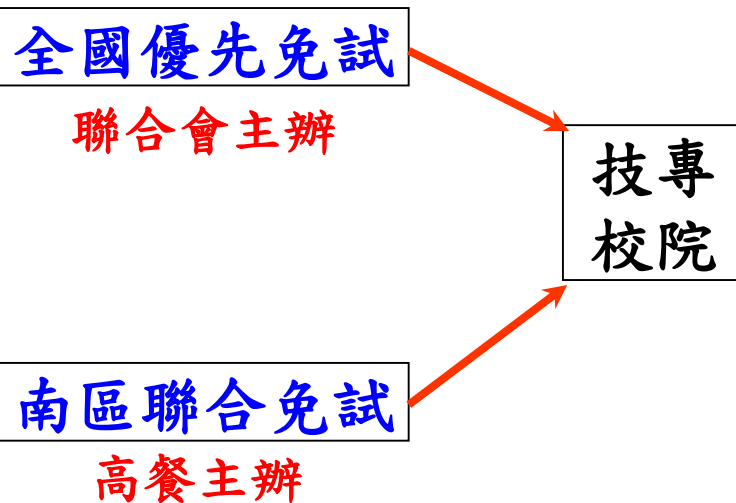 全國優先免試
聯合會主辦
技專
校院
南區聯合免試
高餐主辦